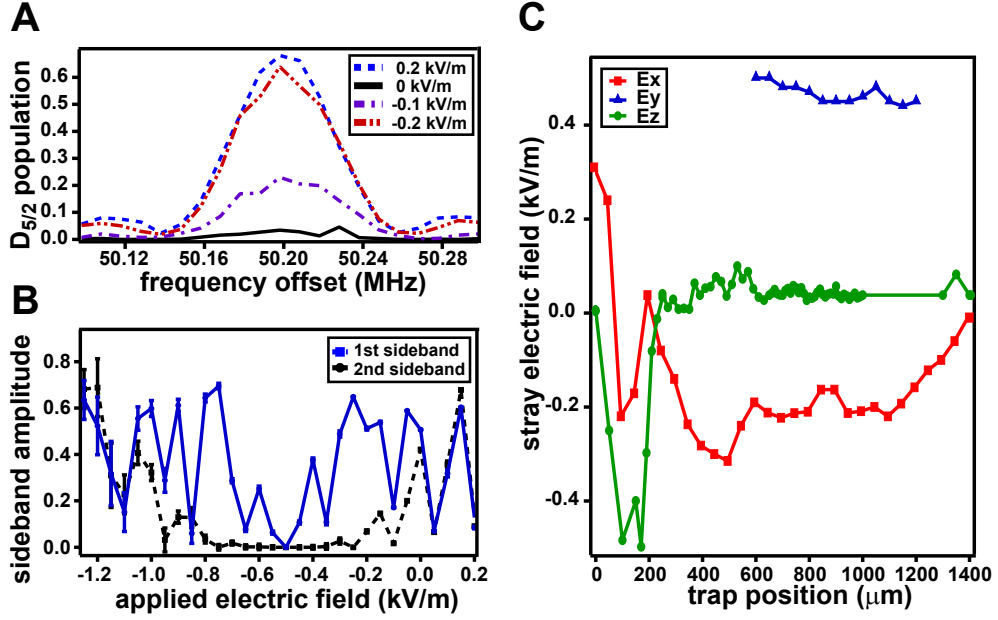 A
D5/2 population
0.6
0.5
0.4
0.3
0.2
0.1
0.0
0.2 kV/m
0 kV/m
-0.1 kV/m
-0.2 kV/m
50.12
50.16
50.20
50.24
50.28
frequency offset (MHz)
B
sideband amplitude
0.8
0.6
0.4
0.2
0.0
1st sideband
2nd sideband
-1.2
-1.0
-0.8
-0.6
-0.4
-0.2
0.0
0.2
applied electric field (kV/m)
C
stray electric field (kV/m)
0.4
0.2
0.0
-0.2
-0.4
Ex
Ey
Ez
0
200
400
600
800
1000
1200
1400
trap position (μm)